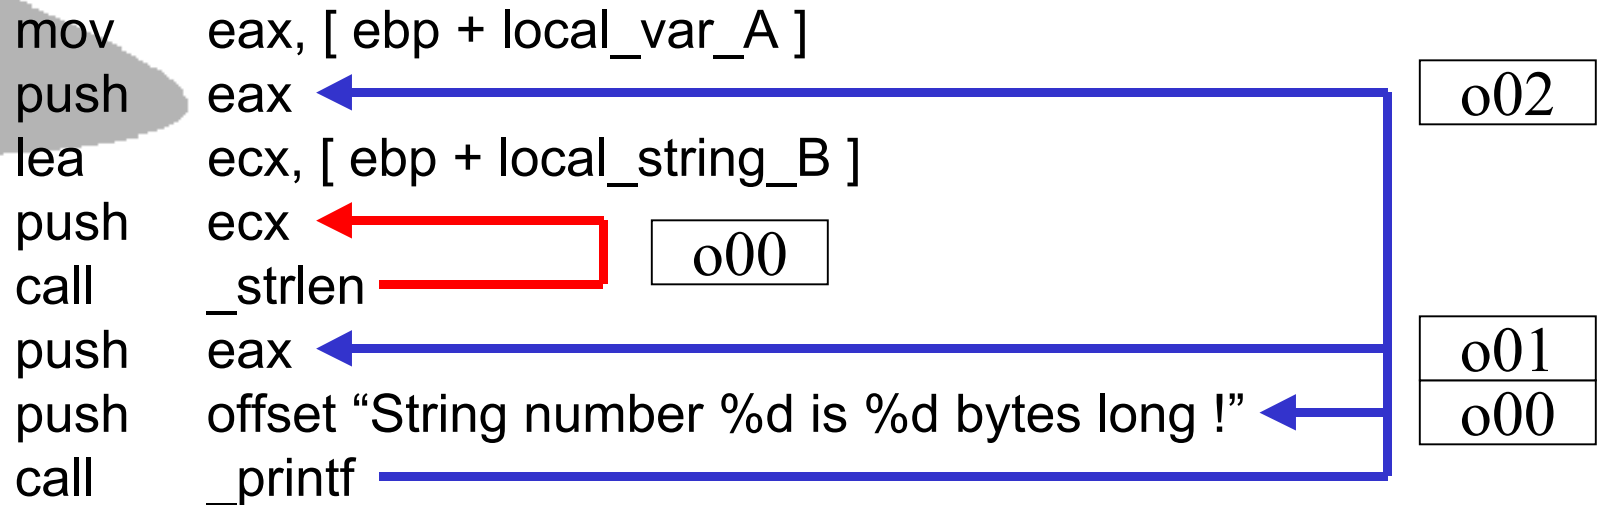 mov eax, [ ebp + local_var_A ]
push eax o02
lea ecx, [ ebp + local_string_B ]
push ecx
o00
call _strlen
push eax o01
push offset “String number %d is %d bytes long !” o00
call _printf